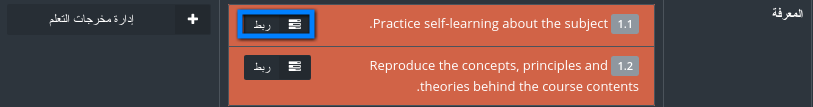 المعرفة
1.1 Practice self-learning about the subject.
ربط
إدارة مخرجات التعلم
1.2 Reproduce the concepts, principles and
theories behind the course contents.
ربط